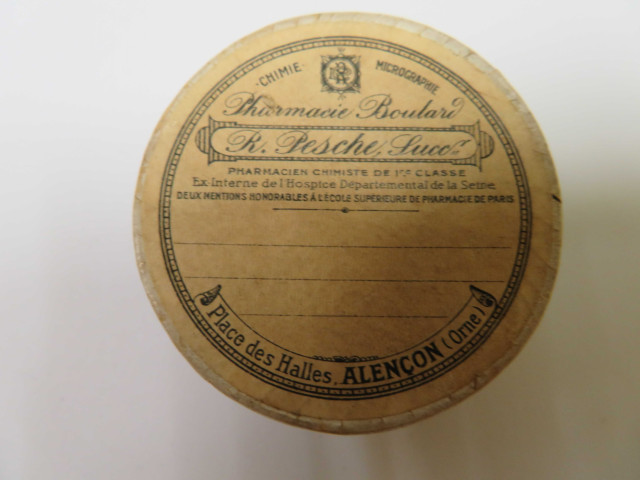 CHIMIE MICROGRAPHIE
Pharmacie Boulard
R. Pesche, Succr
PHARMACIEN CHIMISTE DE 1re CLASSE
Ex-Interne de l'Hospice Départemental de la Seine
DEUX MENTIONS HONORABLES À L'ÉCOLE SUPÉRIEURE DE PHARMACIE DE PARIS
Place des Halles, ALENÇON (Orne)